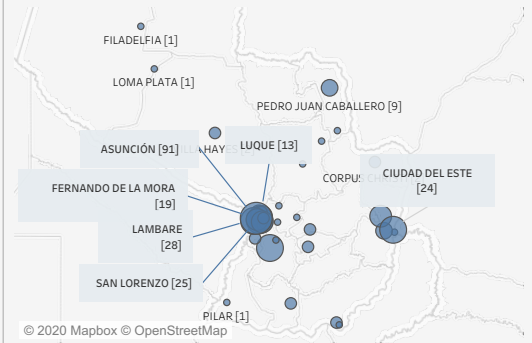 FILADELFIA [1]
LOMA PLATA [1]
PEDRO JUAN CABALLERO [9]
ASUNCIÓN [91]
HAYES
LUQUE [13]
CORPUS
CIUDAD DEL ESTE
[24]
FERNANDO DE LA MORA
[19]
LAMBARE
[28]
SAN LORENZO [25]
PILAR [1]
© 2020 Mapbox © OpenStreetMap